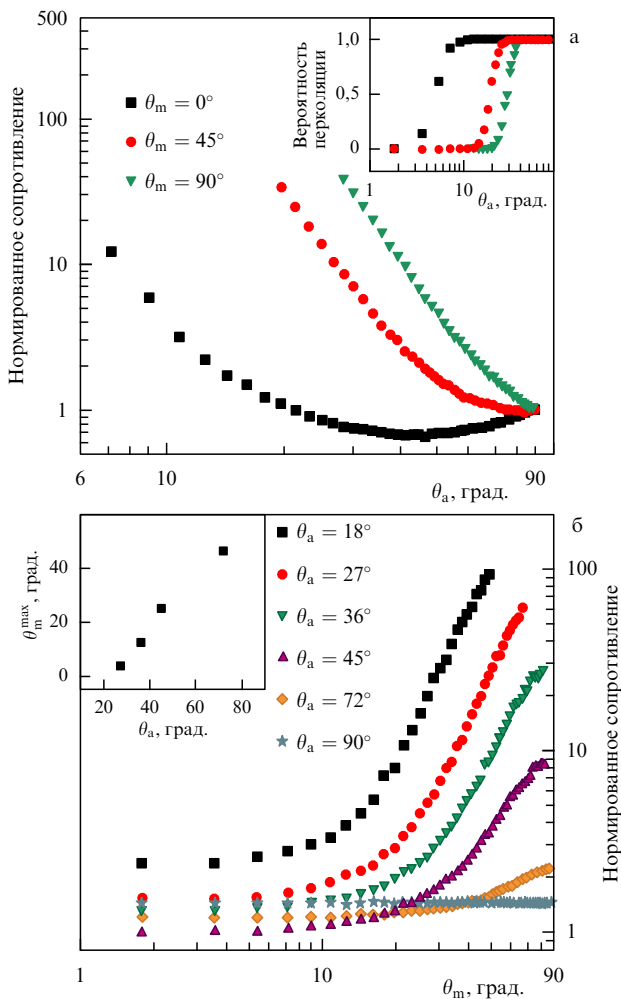 500
100
10
1
6
10
90
Нормированное сопротивление
θa, град.
θm = 0°
θm = 45°
θm = 90°
Вероятность
перколяции
1,0
0,5
0
1
10
θa, град.
а
θm^max, град.
40
20
0
20
40
60
80
θa, град.
θa = 18°
θa = 27°
θa = 36°
θa = 45°
θa = 72°
θa = 90°
б
100
10
1
Нормированное сопротивление
1
10
90
θm, град.